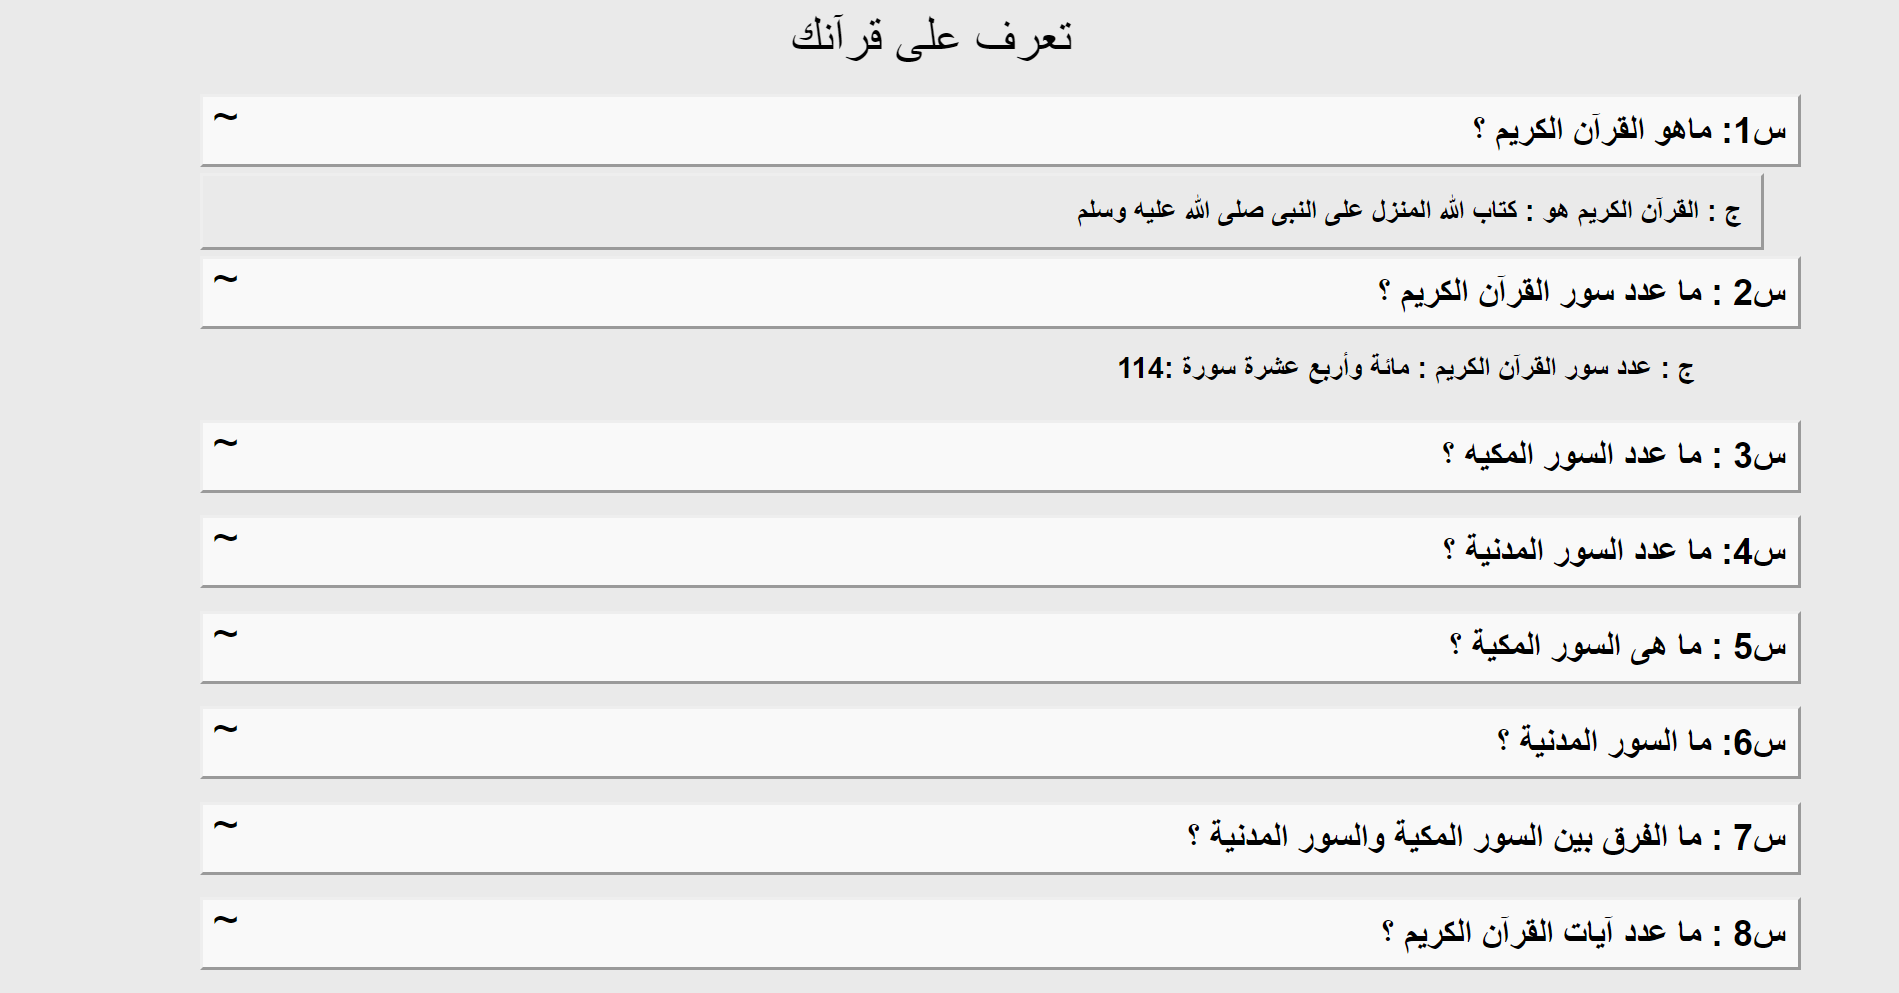 تعرف على قرآنك
س1: ماهو القرآن الكريم ؟
~
ج : القرآن الكريم هو : كتاب الله المنزل على النبى صلى الله عليه وسلم
س2 : ما عدد سور القرآن الكريم ؟
~
ج : عدد سور القرآن الكريم : مائة وأربع عشرة سورة :114
س3 : ما عدد السور المكيه ؟
~
س4: ما عدد السور المدنية ؟
~
س5 : ما هى السور المكية ؟
~
س6: ما السور المدنية ؟
~
س7 : ما الفرق بين السور المكية والسور المدنية ؟
~
س8 : ما عدد آيات القرآن الكريم ؟
~